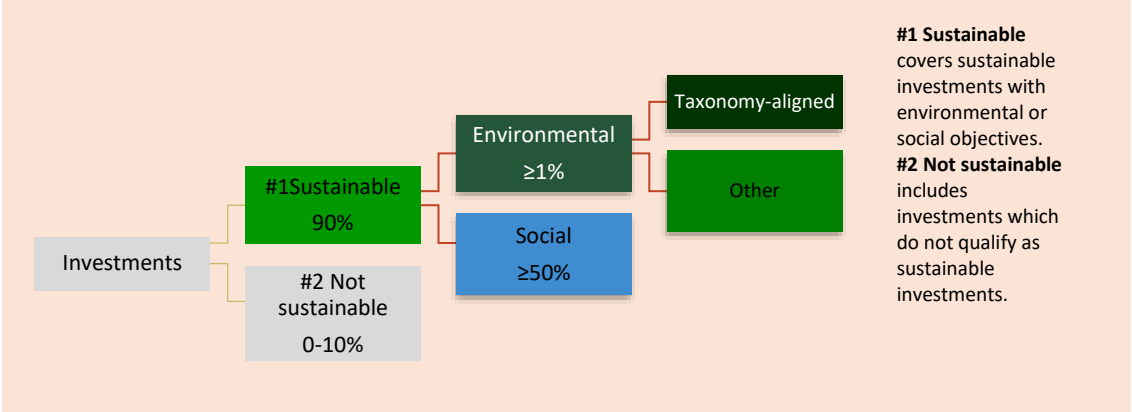 Investments
#1Sustainable
90%
#2 Not
sustainable
0-10%
Environmental
≥1%
Social
≥50%
Taxonomy-aligned
Other
#1 Sustainable
covers sustainable
investments with
environmental or
social objectives.
#2 Not sustainable
includes
investments which
do not qualify as
sustainable
investments.